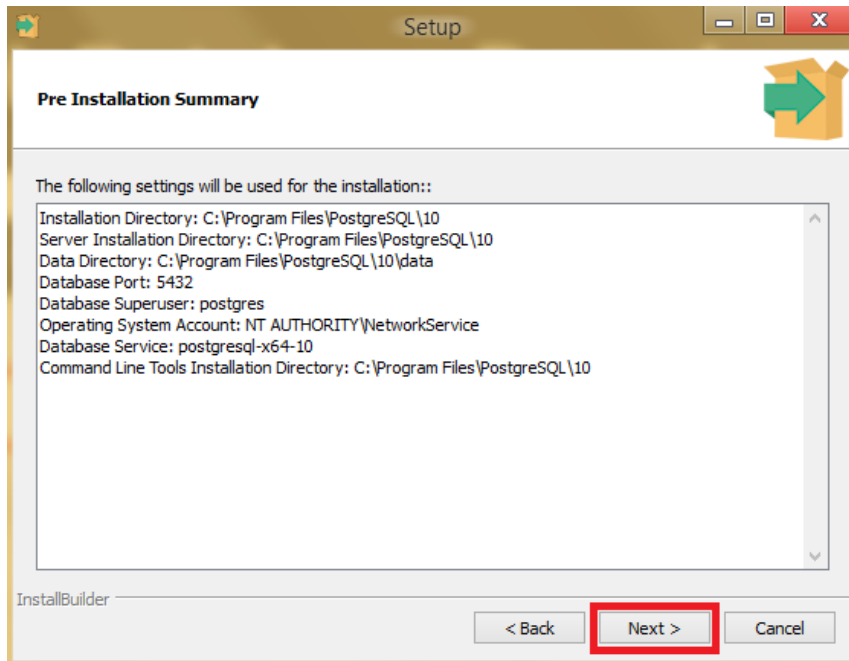 Setup
Pre Installation Summary
The following settings will be used for the installation::
Installation Directory: C:\Program Files\PostgreSQL\10
Server Installation Directory: C:\Program Files\PostgreSQL\10
Data Directory: C:\Program Files\PostgreSQL\10\data
Database Port: 5432
Database Superuser: postgres
Operating System Account: NT AUTHORITY\NetworkService
Database Service: postgresql-x64-10
Command Line Tools Installation Directory: C:\Program Files\PostgreSQL\10
InstallBuilder
< Back Next > Cancel